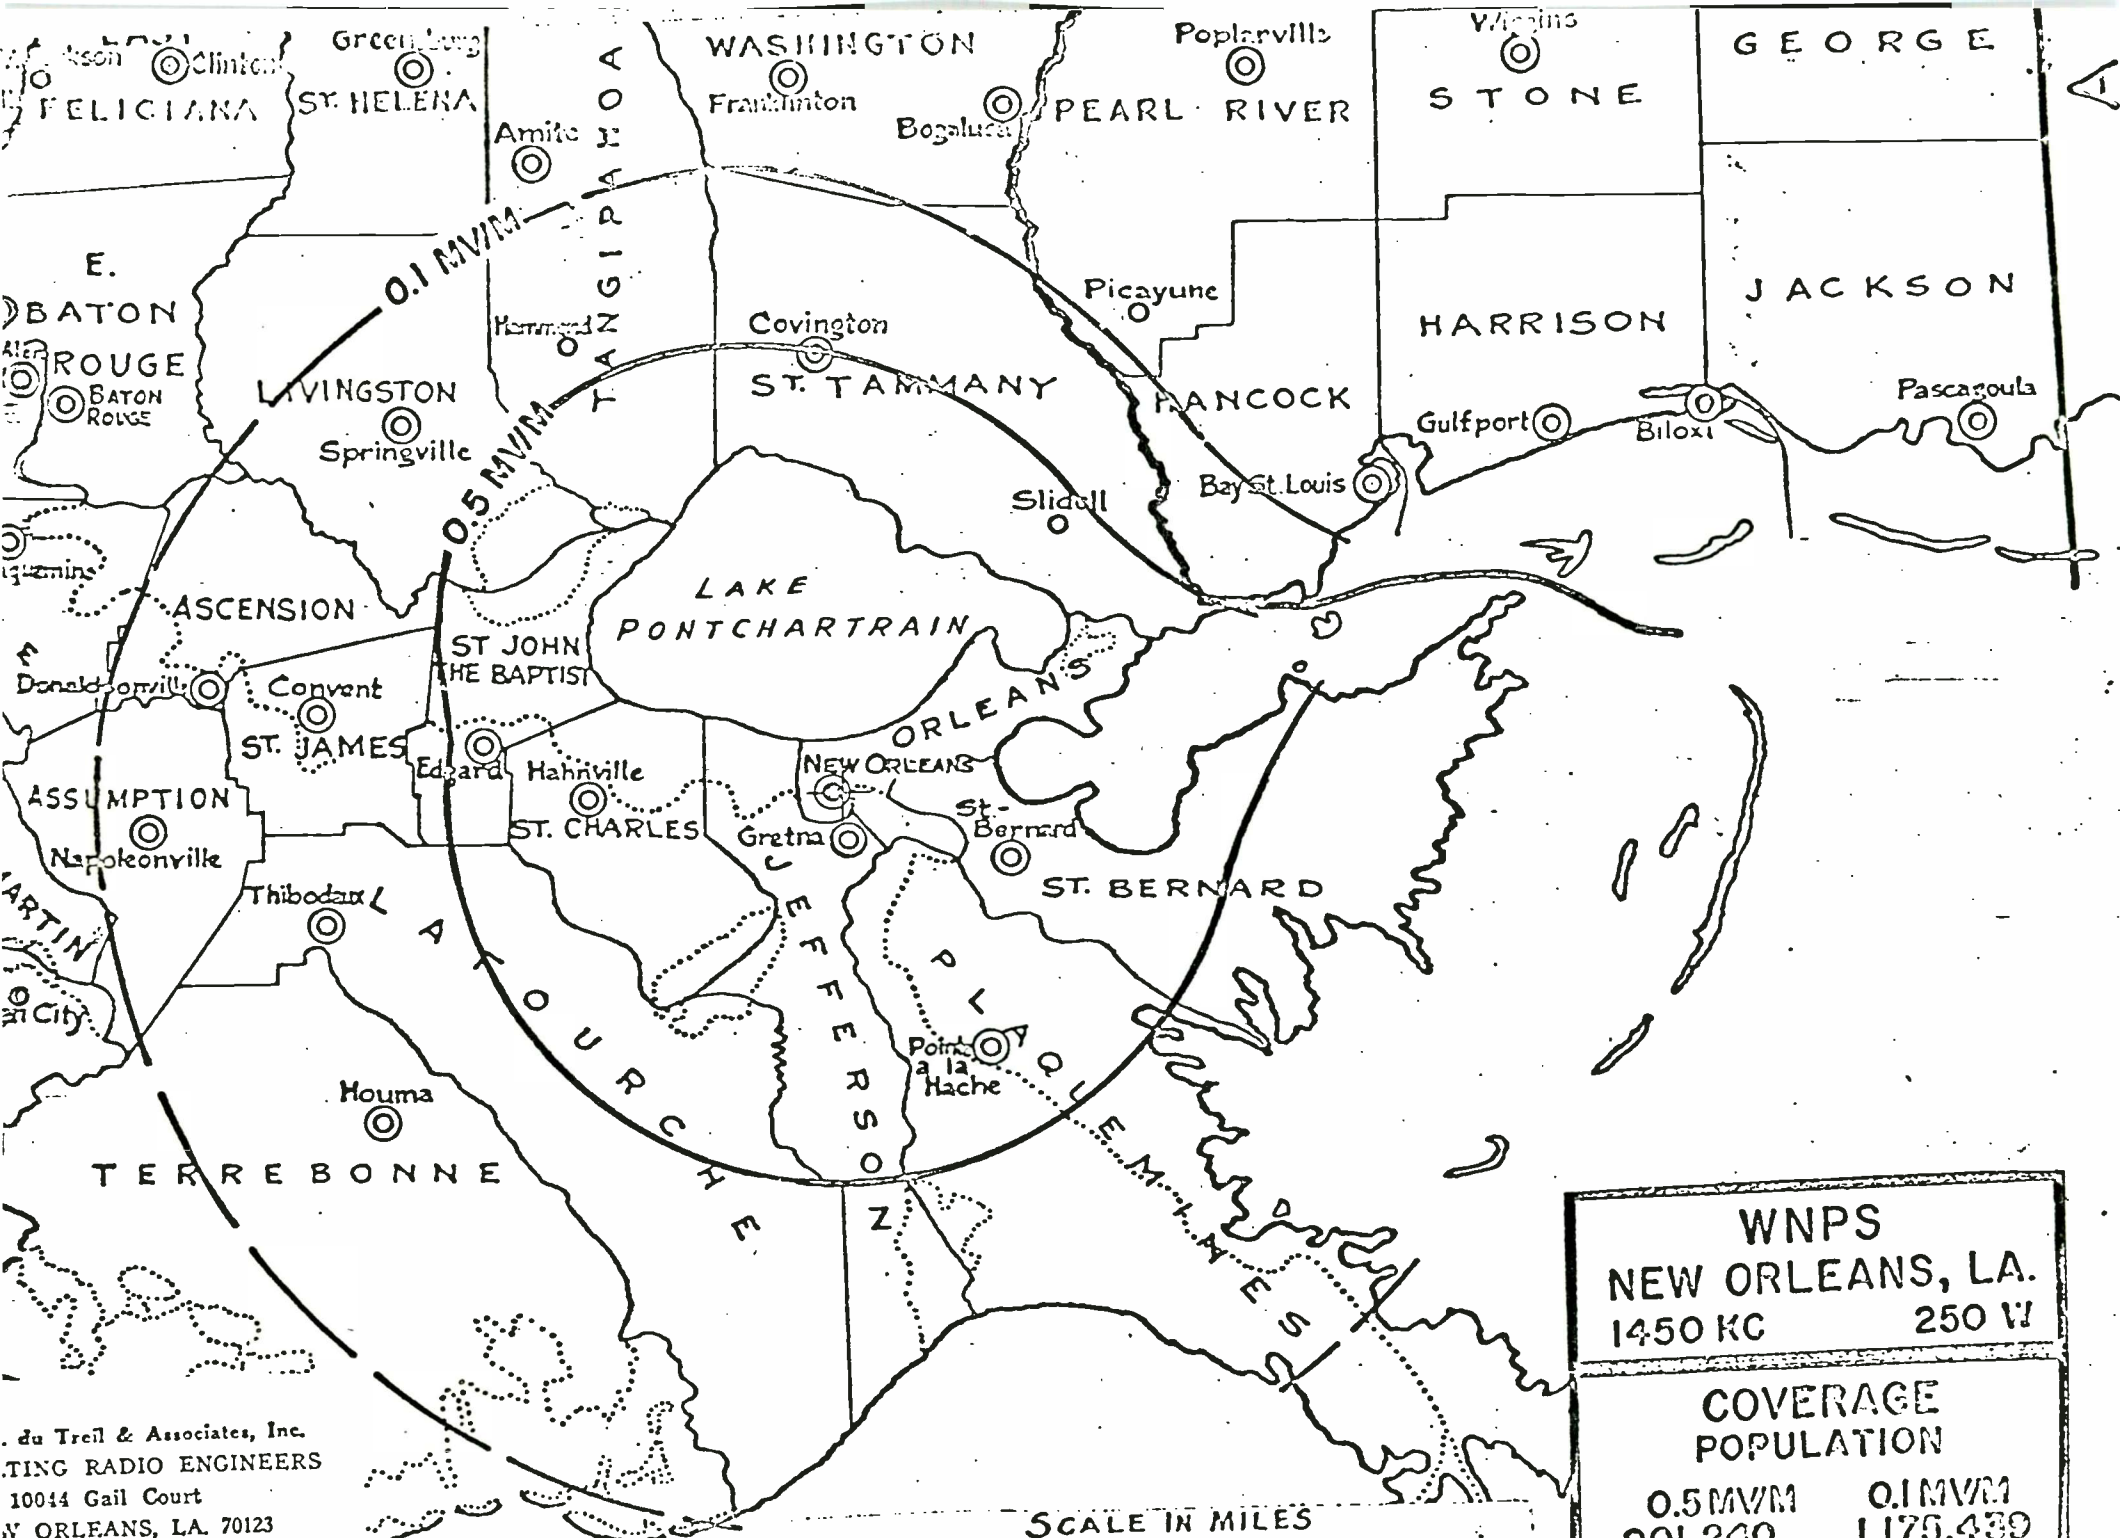 Clinton
Greensburg
WASHINGTON
Poplarville
Wiggins
GEORGE
FELICIANA
ST. HELENA
Franklinton
Bogalusa
PEARL RIVER
STONE
Amite
TANGIPAHOA
0.1 MV/M
E.
BATON
ROUGE
BATON
ROUGE
Hammond
Covington
Picayune
HARRISON
JACKSON
LIVINGSTON
Springville
ST. TAMMANY
HANCOCK
Gulfport
Biloxi
Pascagoula
0.5 MV/M
Slidell
Bay St. Louis
LAKE
PONTCHARTRAIN
ASCENSION
ST JOHN
THE BAPTIST
Donaldsonville
Convent
ST. JAMES
Edgard
Hahnville
ORLEANS
NEW ORLEANS
ASSUMPTION
Napoleonville
ST. CHARLES
Gretna
St.
Bernard
ST. BERNARD
Thibodaux
LAFOURCHE
JEFFERSON
PLAQUEMINES
ARTIN
City
Pointe
a la
Hache
Houma
TERREBONNE
WNPS
NEW ORLEANS, LA.
1450 KC 250 W
COVERAGE
POPULATION
0.5 MV/M 0.1 MV/M
. du Treil & Associates, Inc.
TING RADIO ENGINEERS
10044 Gail Court
W ORLEANS, LA. 70123
SCALE IN MILES